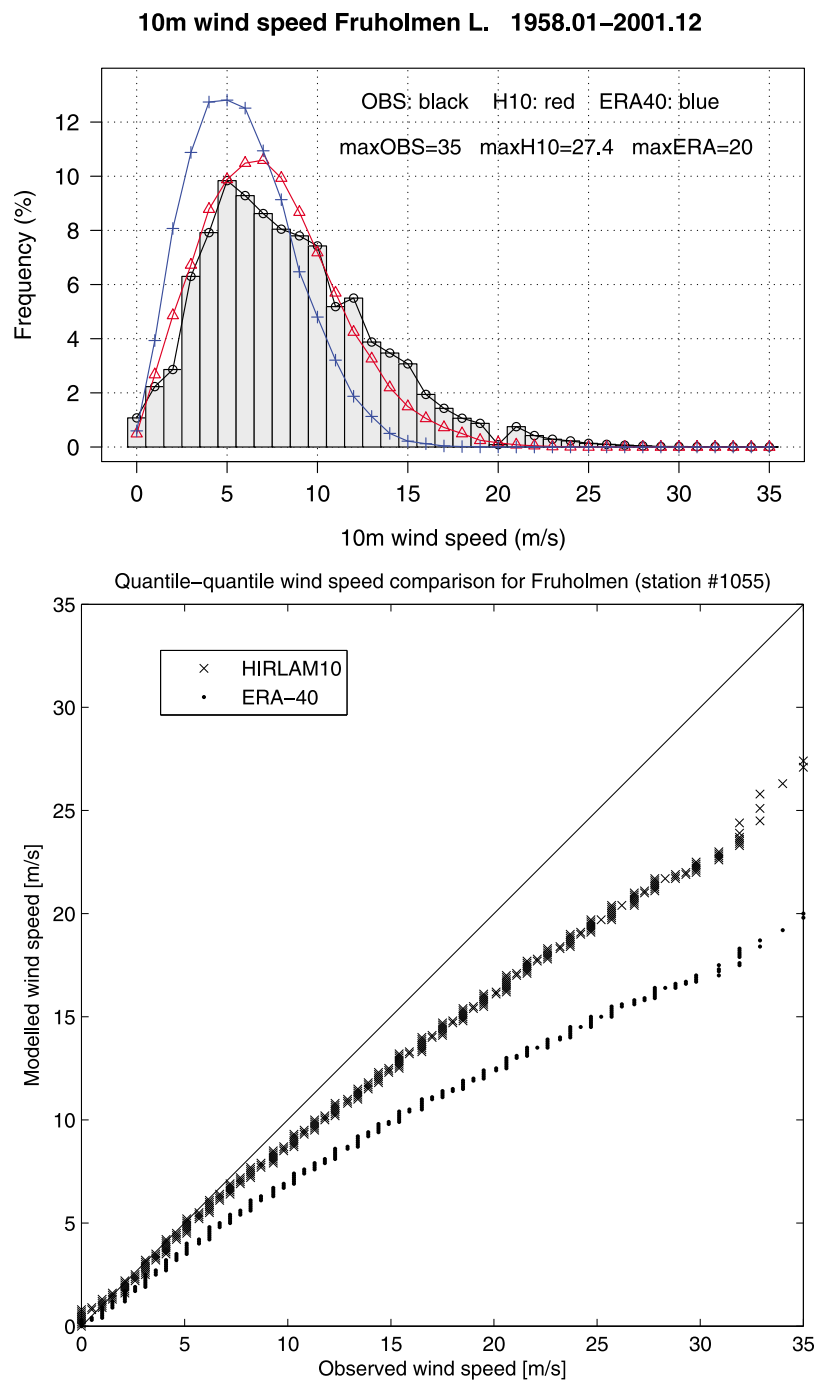 10m wind speed Fruholmen L. 1958.01–2001.12
OBS: black H10: red ERA40: blue
maxOBS=35 maxH10=27.4 maxERA=20
Frequency (%)
12
10
8
6
4
2
0
0 5 10 15 20 25 30 35
10m wind speed (m/s)
Quantile–quantile wind speed comparison for Fruholmen (station #1055)
HIRLAM10
ERA–40
Modelled wind speed [m/s]
35
30
25
20
15
10
5
0
0 5 10 15 20 25 30 35
Observed wind speed [m/s]